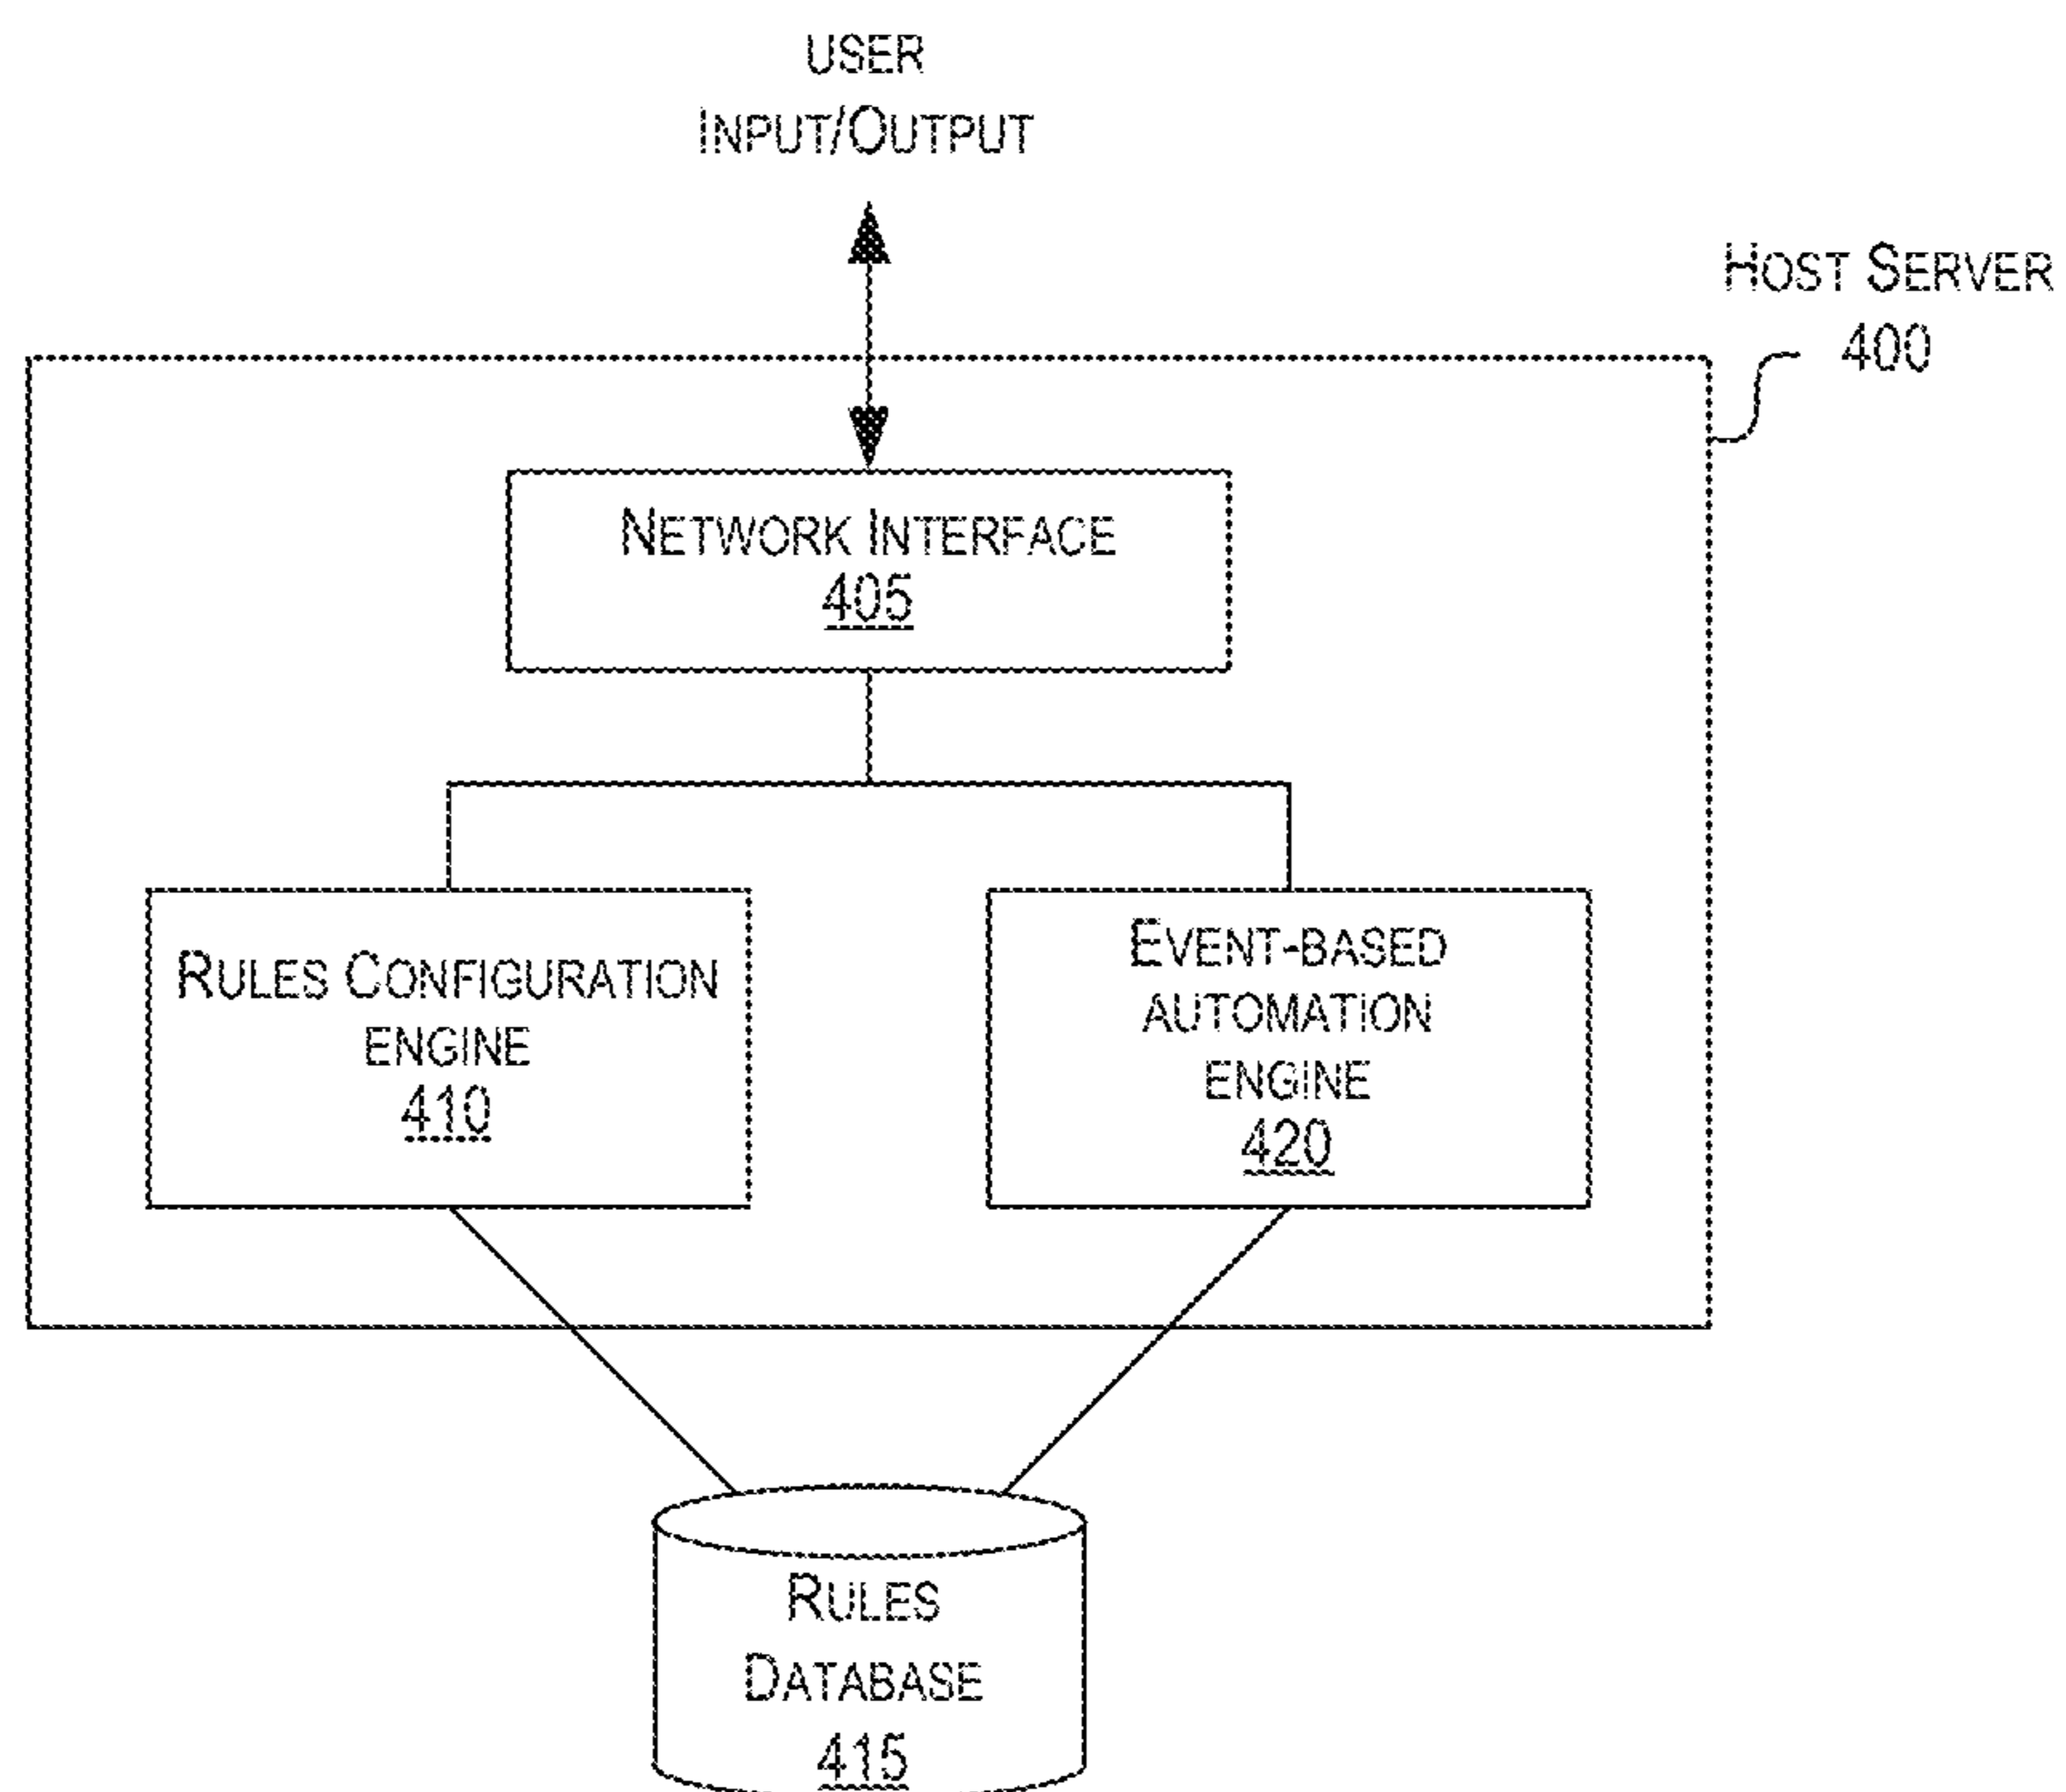 USER
INPUT/OUTPUT
HOST SERVER
400
NETWORK INTERFACE
405
RULES CONFIGURATION
ENGINE
410
EVENT-BASED
AUTOMATION
ENGINE
420
RULES
DATABASE
415